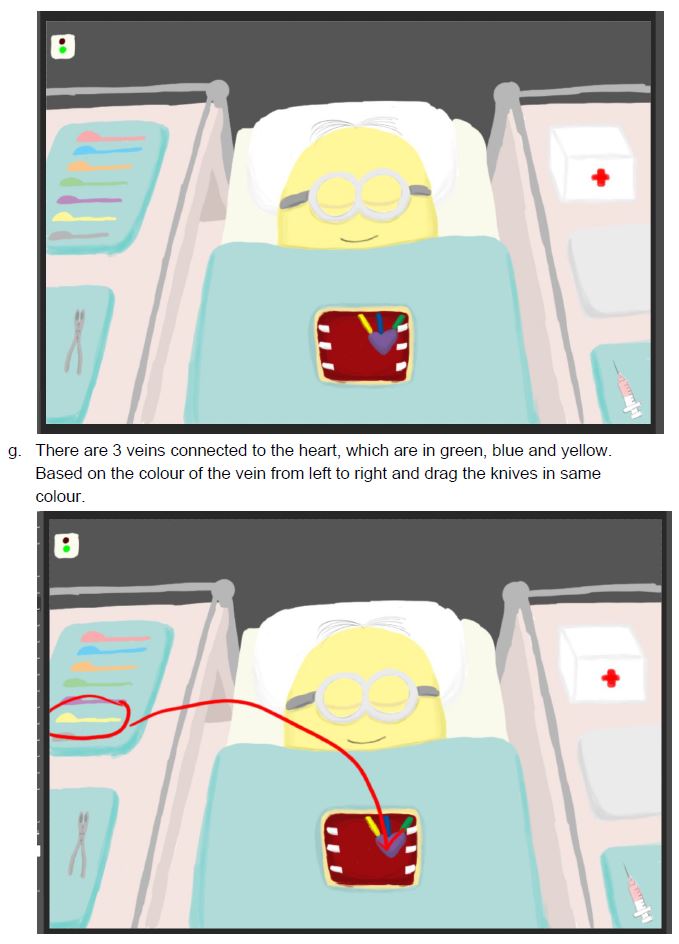 g. There are 3 veins connected to the heart, which are in green, blue and yellow.
Based on the colour of the vein from left to right and drag the knives in same
colour.